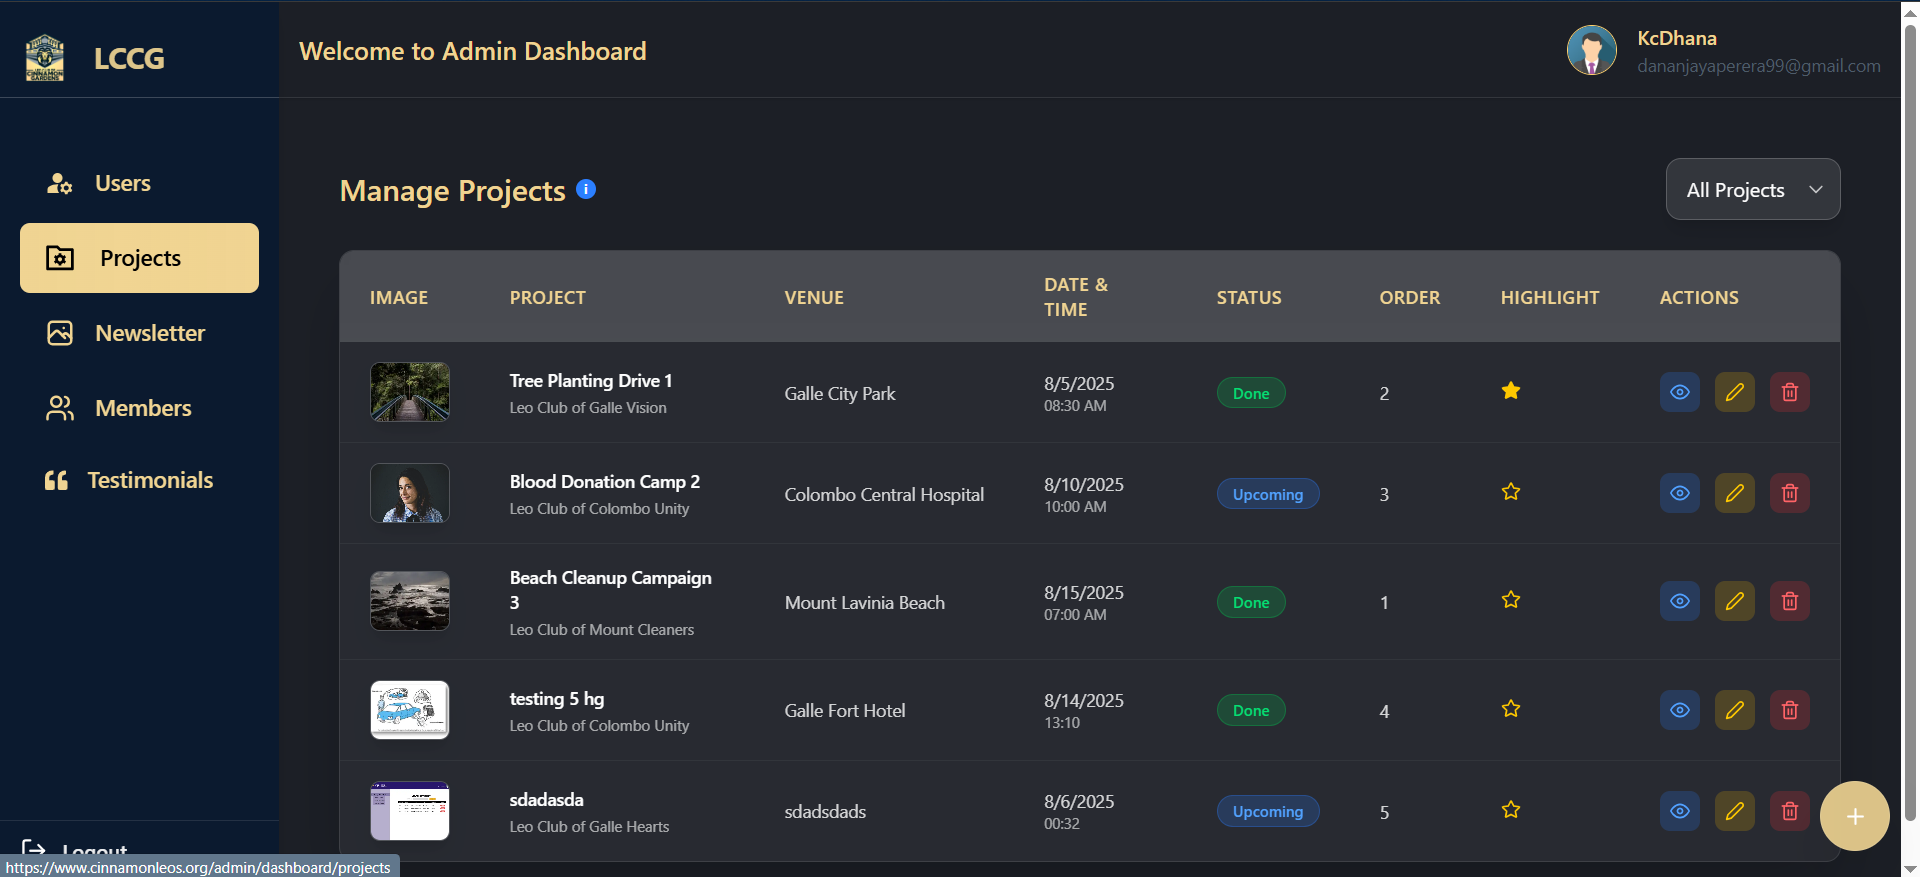 LCCG
Welcome to Admin Dashboard
KcDhana
dananjayaperera99@gmail.com
Users
Projects
Newsletter
Members
Testimonials
Logout
Manage Projects
All Projects
IMAGE PROJECT VENUE DATE & TIME STATUS ORDER HIGHLIGHT ACTIONS
Tree Planting Drive 1
Leo Club of Galle Vision
Galle City Park
8/5/2025
08:30 AM
Done
2
Blood Donation Camp 2
Leo Club of Colombo Unity
Colombo Central Hospital
8/10/2025
10:00 AM
Upcoming
3
Beach Cleanup Campaign
3
Leo Club of Mount Cleaners
Mount Lavinia Beach
8/15/2025
07:00 AM
Done
1
testing 5 hg
Leo Club of Colombo Unity
Galle Fort Hotel
8/14/2025
13:10
Done
4
sdadasda
Leo Club of Galle Hearts
sdadsdads
8/6/2025
00:32
Upcoming
5
+
https://www.cinnamonleos.org/admin/dashboard/projects